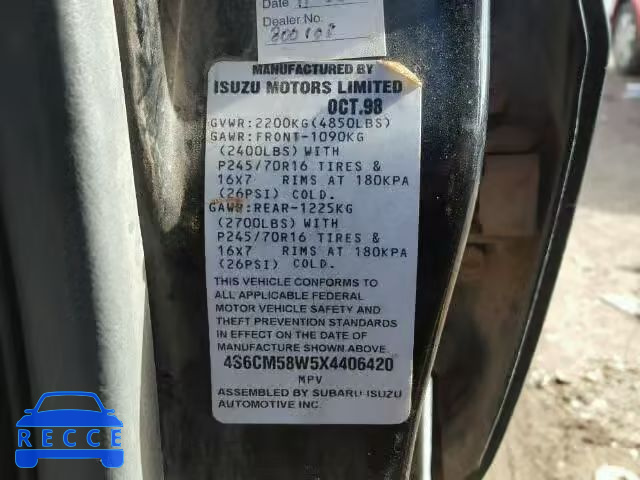 Date
Dealer No.
MANUFACTURED BY
ISUZU MOTORS LIMITED
OCT.98
GVWR:2200KG(4850LBS)
GAWR:FRONT-1090KG
(2400LBS) WITH
P245/70R16 TIRES &
16X7 RIMS AT 180KPA
(26PSI) COLD.
GAWR:REAR-1225KG
(2700LBS) WITH
P245/70R16 TIRES &
16X7 RIMS AT 180KPA
(26PSI) COLD.
THIS VEHICLE CONFORMS TO
ALL APPLICABLE FEDERAL
MOTOR VEHICLE SAFETY AND
THEFT PREVENTION STANDARDS
IN EFFECT ON THE DATE OF
MANUFACTURE SHOWN ABOVE.
4S6CM58W5X4406420
MPV
ASSEMBLED BY SUBARU ISUZU
AUTOMOTIVE INC.
RECCE